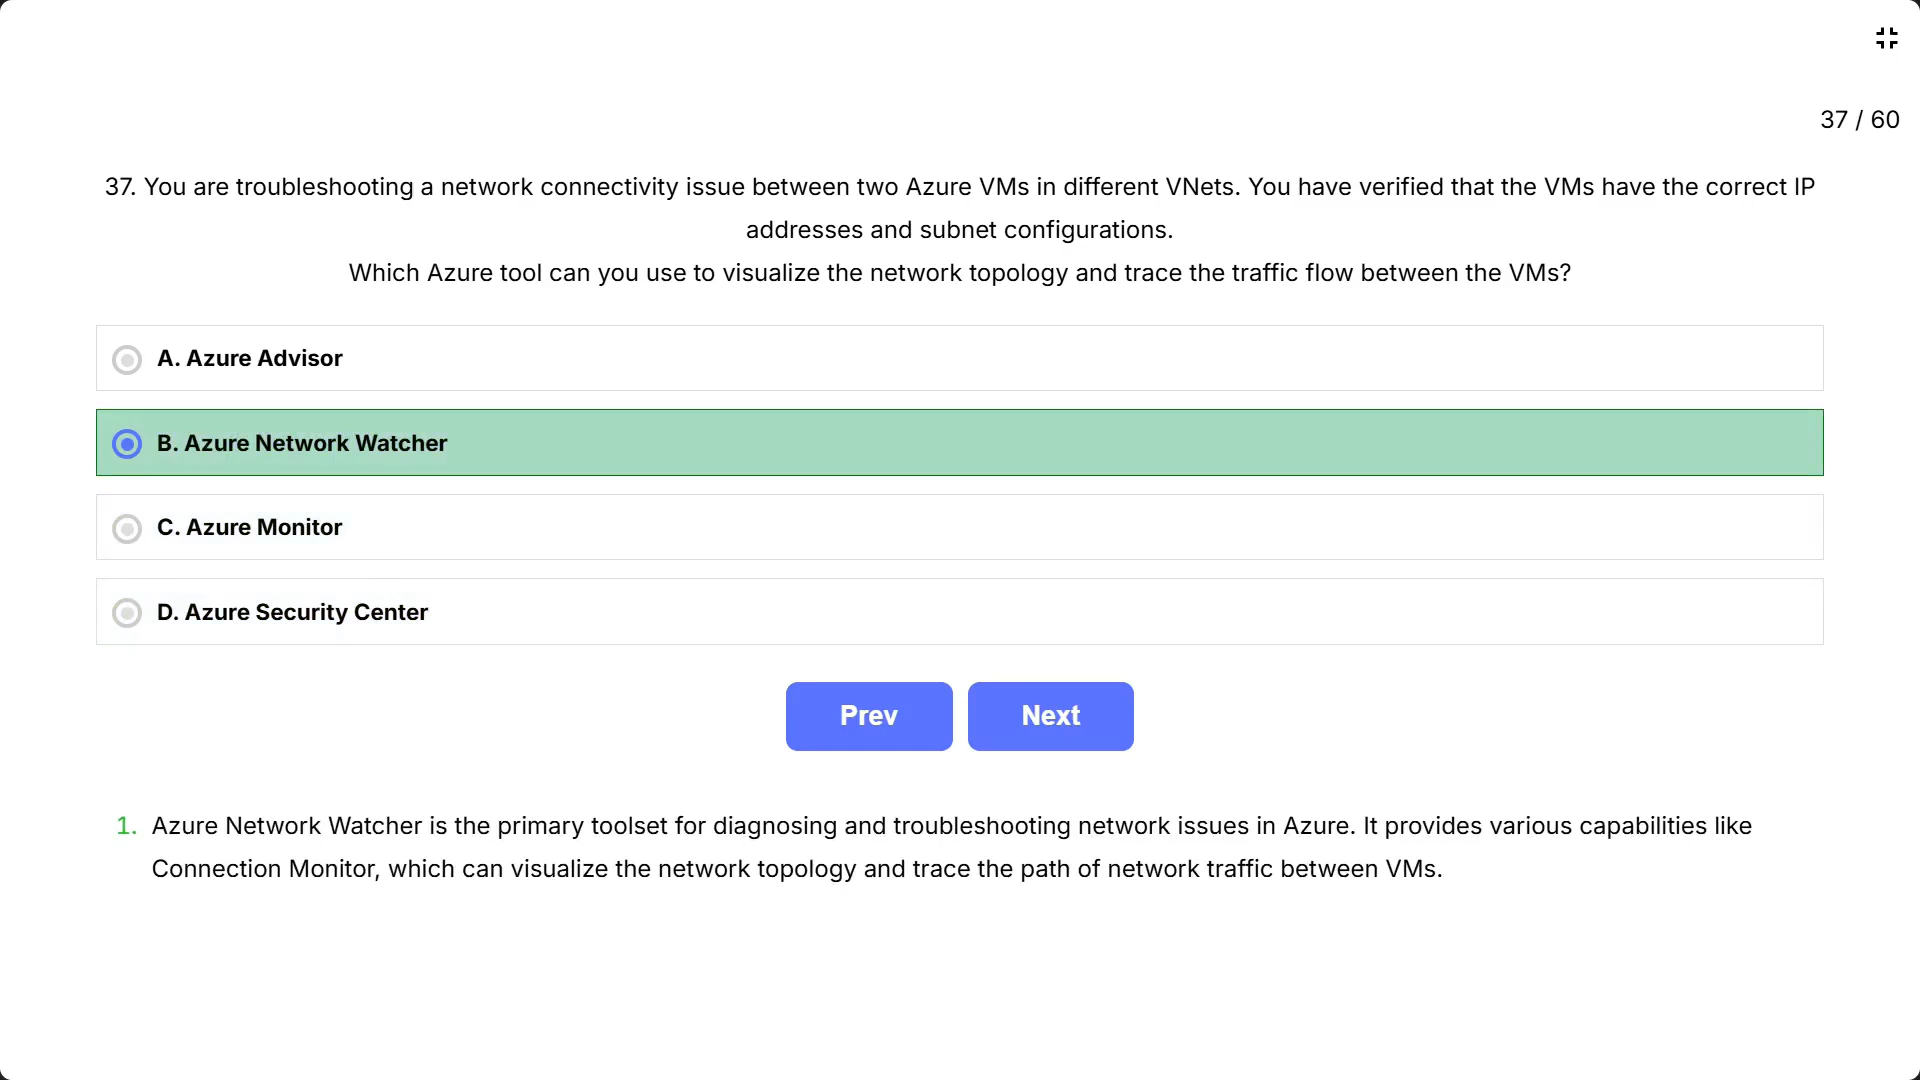 37 / 60
37. You are troubleshooting a network connectivity issue between two Azure VMs in different VNets. You have verified that the VMs have the correct IP
addresses and subnet configurations.
Which Azure tool can you use to visualize the network topology and trace the traffic flow between the VMs?
A. Azure Advisor
B. Azure Network Watcher
C. Azure Monitor
D. Azure Security Center
Prev Next
1. Azure Network Watcher is the primary toolset for diagnosing and troubleshooting network issues in Azure. It provides various capabilities like
Connection Monitor, which can visualize the network topology and trace the path of network traffic between VMs.